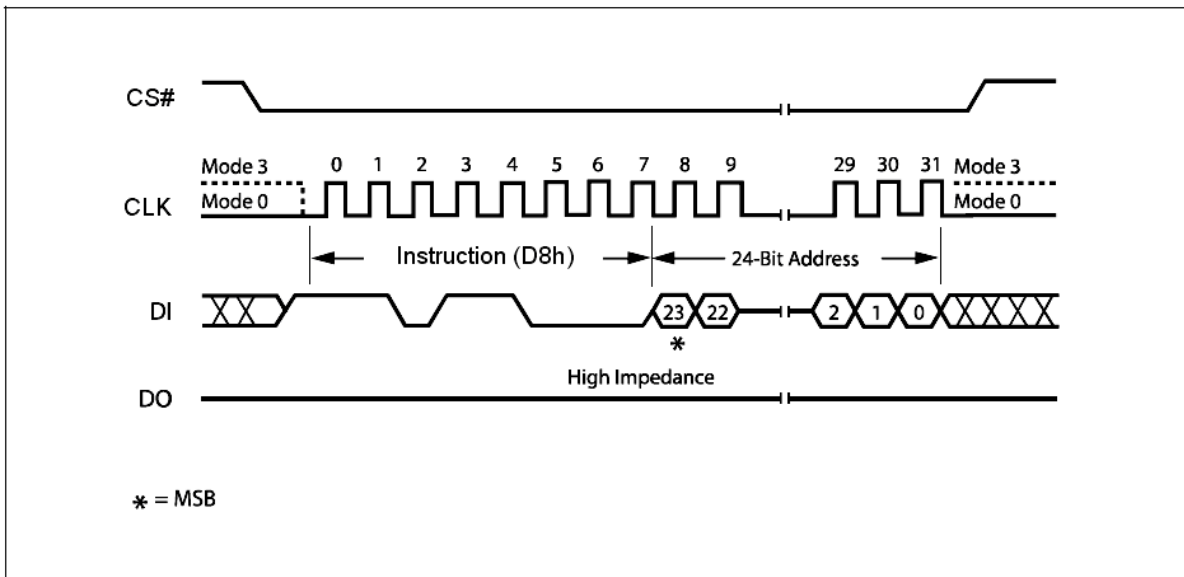 CS#
Mode 3 0 1 2 3 4 5 6 7 8 9 29 30 31 Mode 3
CLK Mode 0 Mode 0
Instruction (D8h) 24-Bit Address
DI 23 22 2 1 0
*
High Impedance
DO
* = MSB